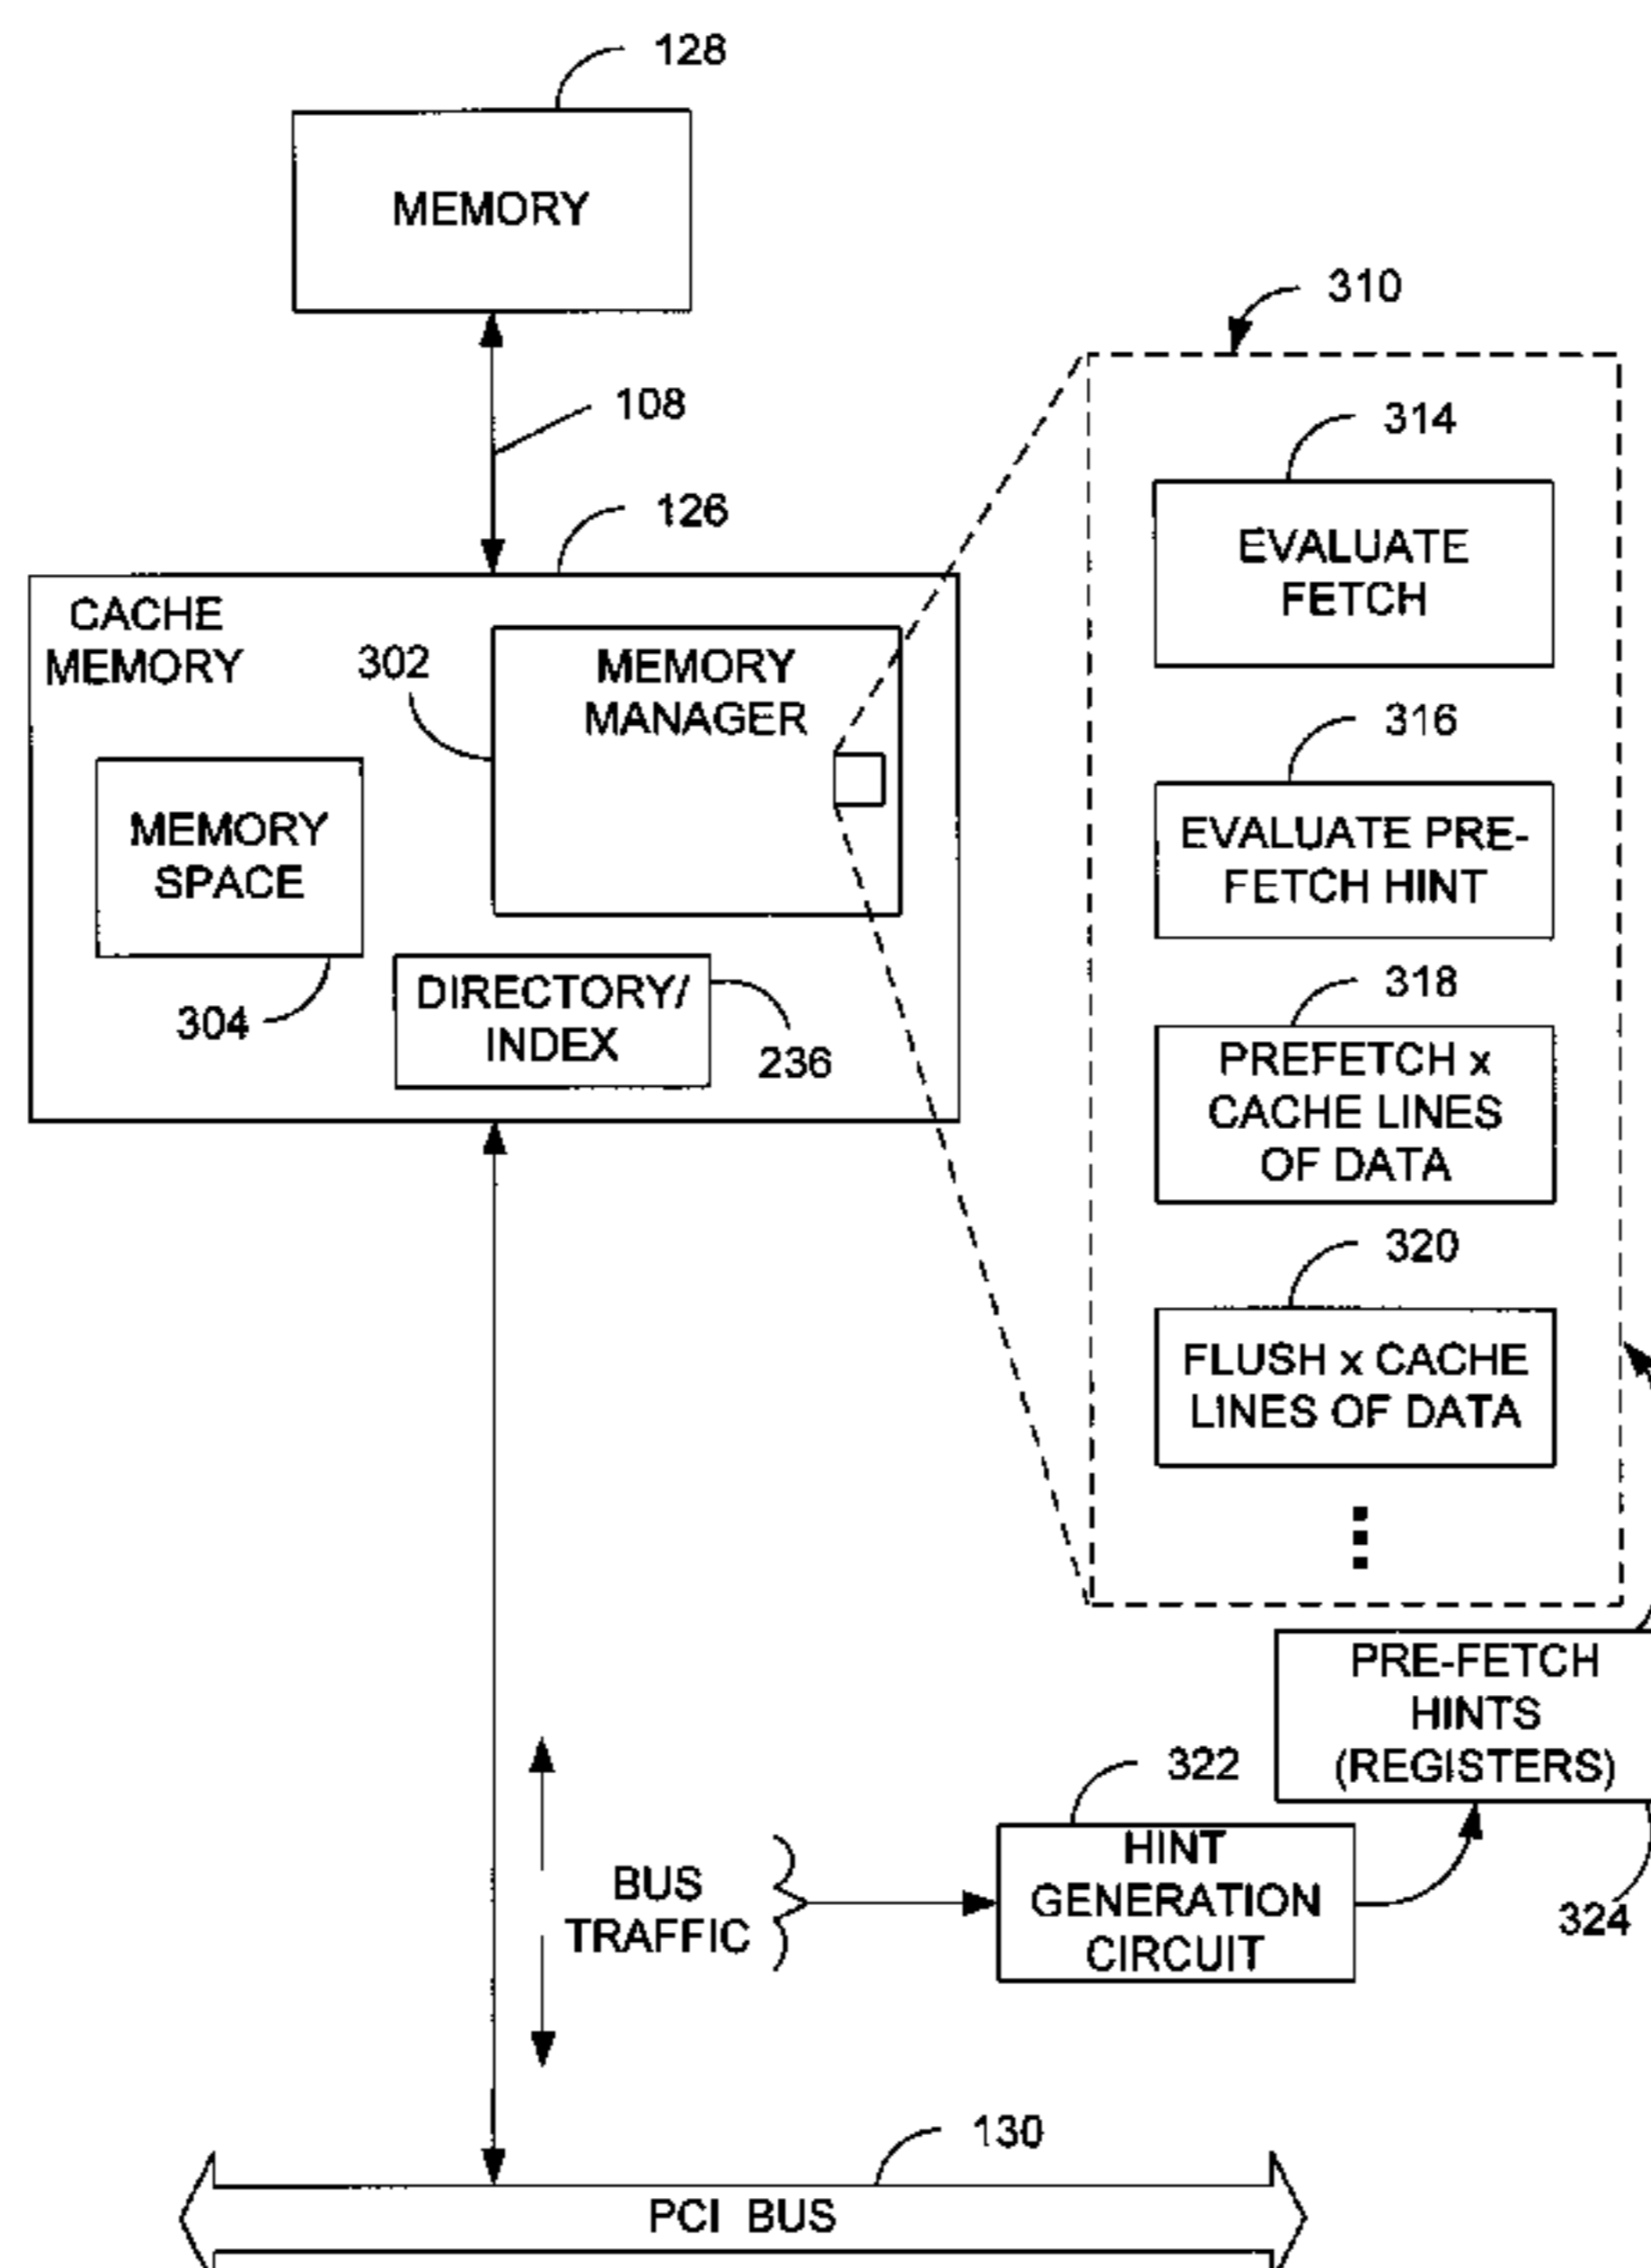 128
MEMORY
310
108
314
126
EVALUATE
FETCH
CACHE
MEMORY
302
MEMORY
MANAGER
316
MEMORY
SPACE
EVALUATE PRE-
FETCH HINT
304
DIRECTORY/
INDEX
236
318
PREFETCH x
CACHE LINES
OF DATA
320
FLUSH x CACHE
LINES OF DATA
PRE-FETCH
HINTS
(REGISTERS)
322
BUS
TRAFFIC
HINT
GENERATION
CIRCUIT
324
130
PCI BUS